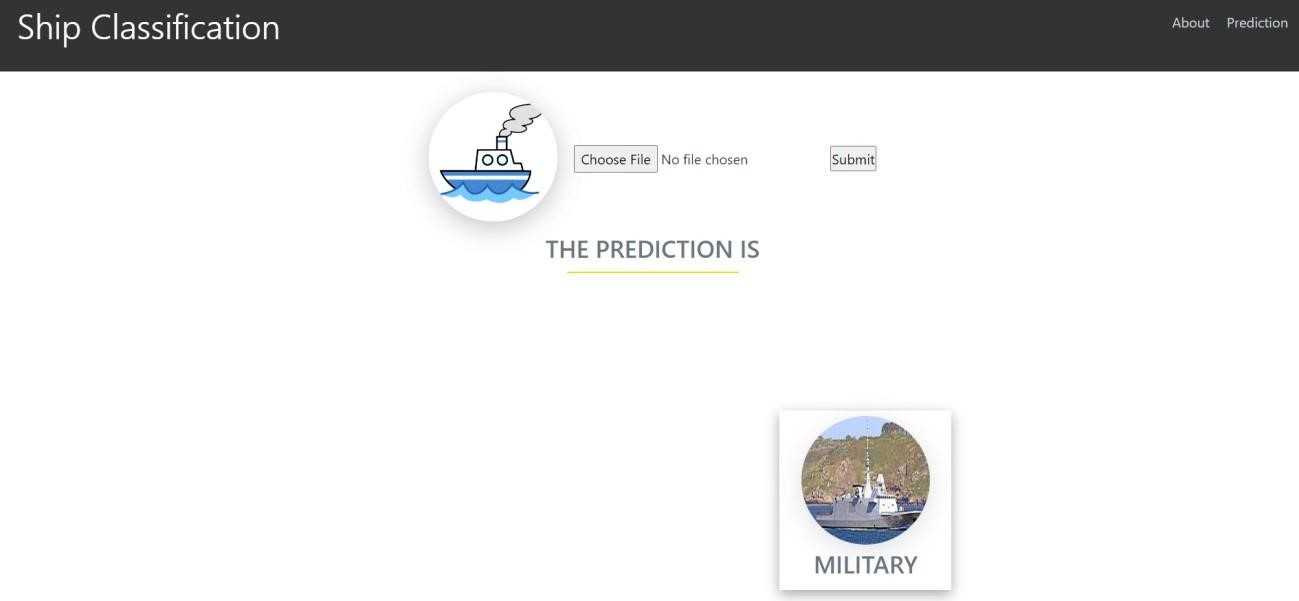 Ship Classification
About Prediction
Choose File No file chosen Submit
THE PREDICTION IS
MILITARY